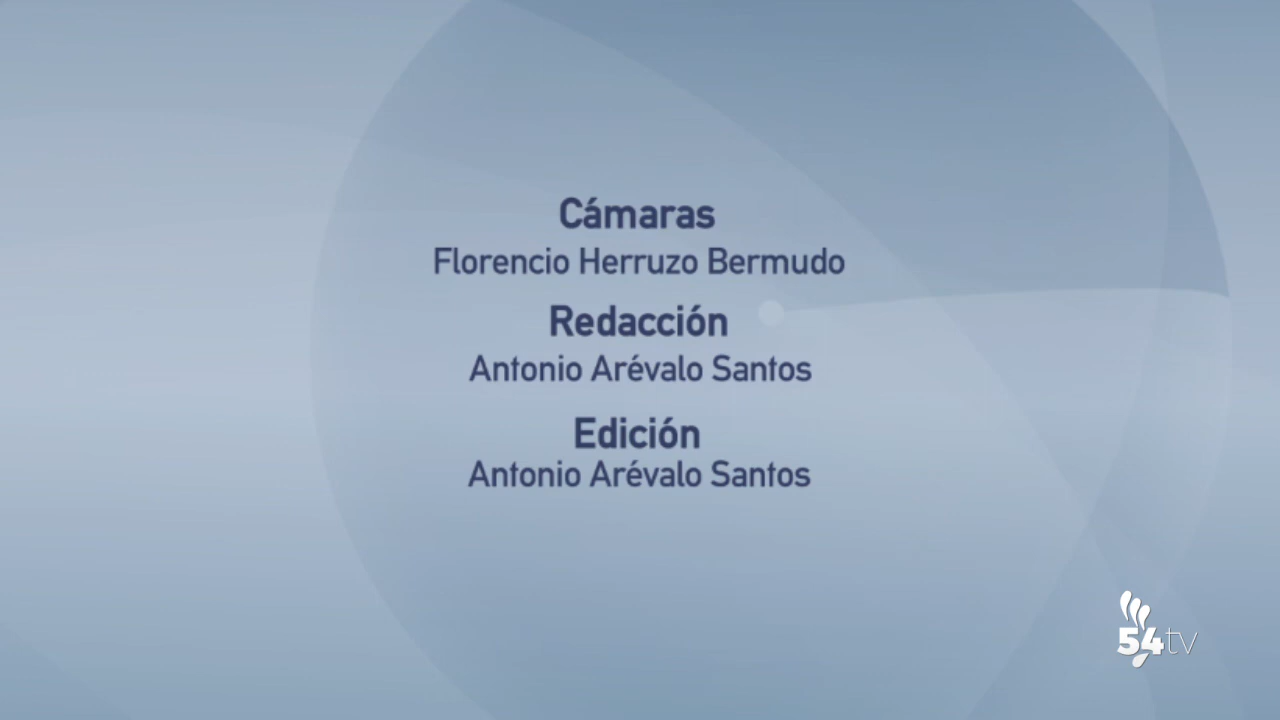 Cámaras
Florencio Herruzo Bermudo
Redacción
Antonio Arévalo Santos
Edición
Antonio Arévalo Santos
54tv